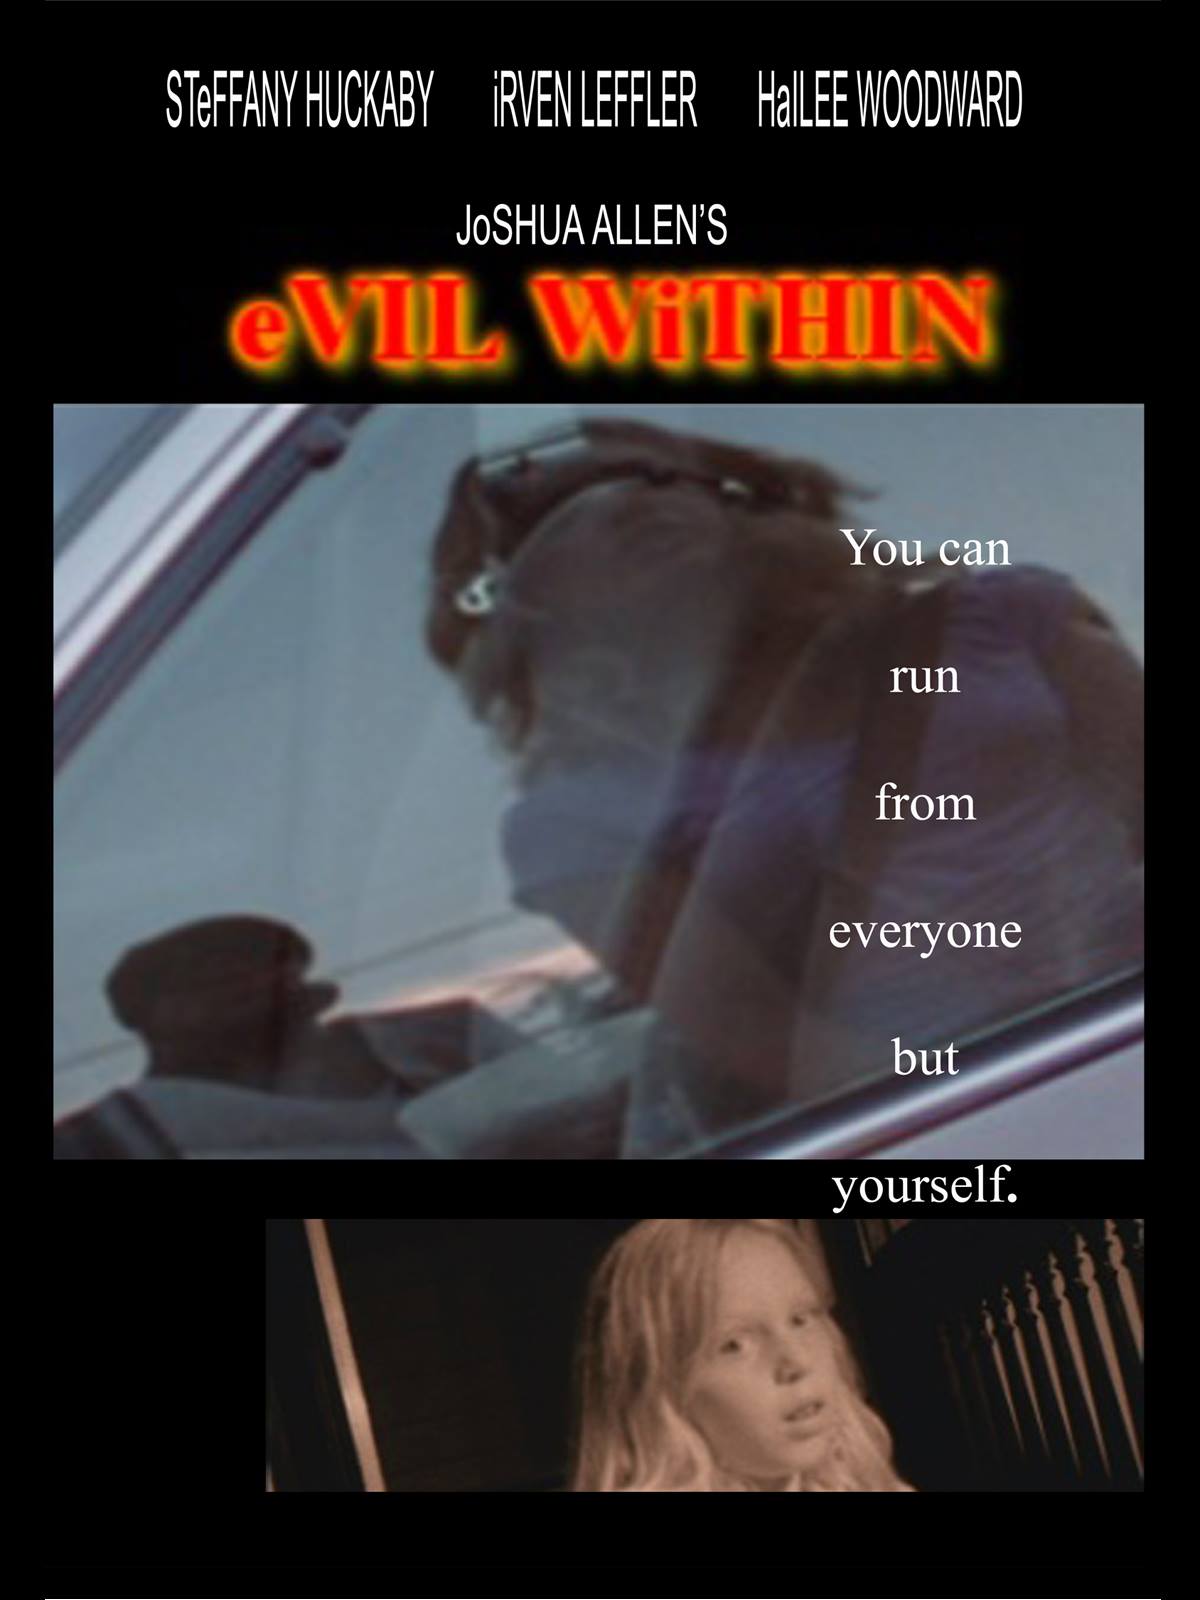 STeFFANY HUCKABY iRVEN LEFFLER HaILEE WOODWARD
JoSHUA ALLEN'S
eVIL WiTHIN
You can
run
from
everyone
but
yourself.